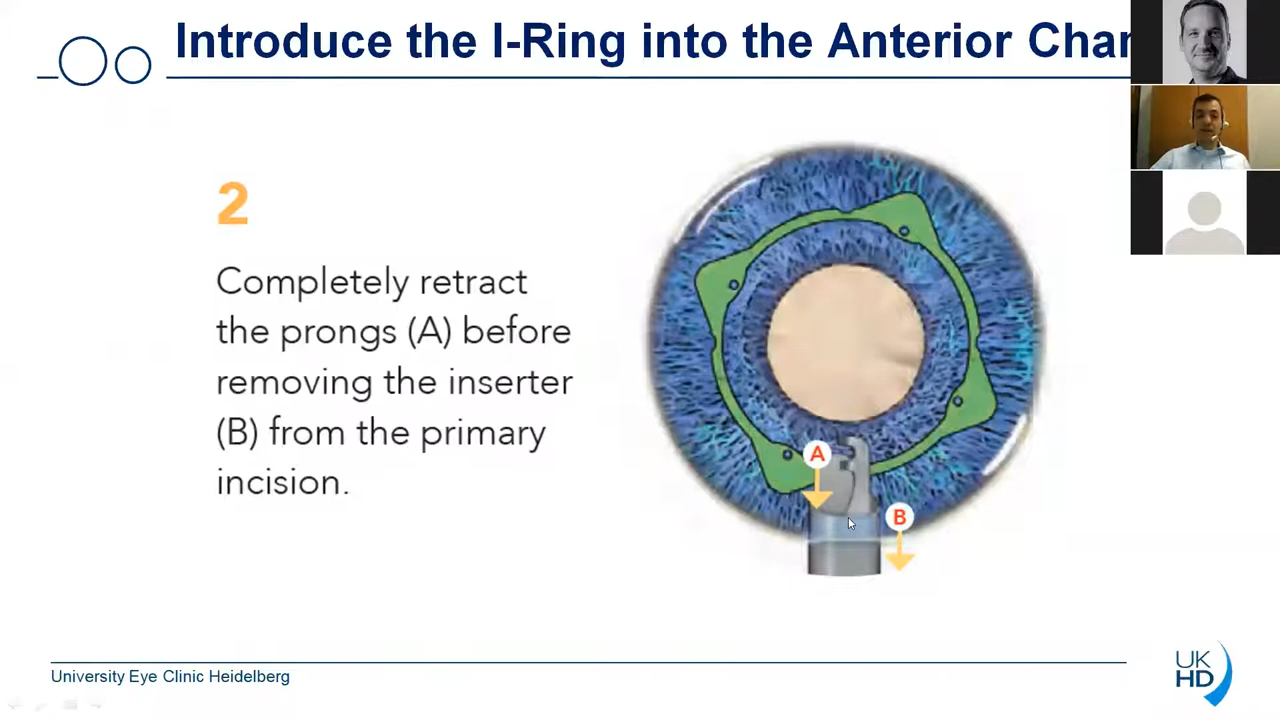 Introduce the I-Ring into the Anterior Cham
2
Completely retract
the prongs (A) before
removing the inserter
(B) from the primary
incision.
A
B
University Eye Clinic Heidelberg
UK
HD